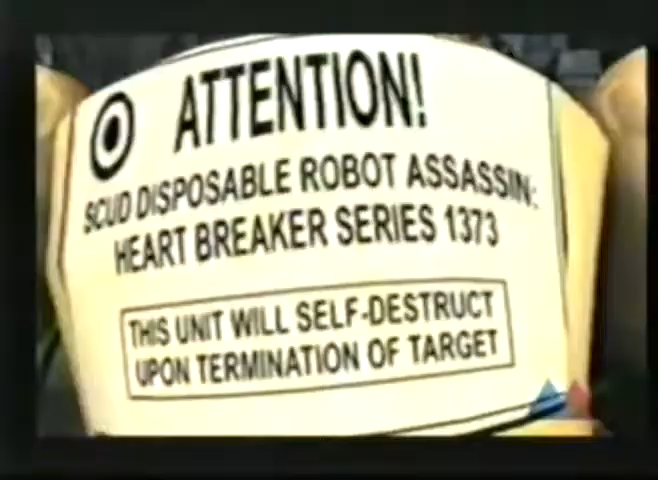 ATTENTION!
SCUD DISPOSABLE ROBOT ASSASSIN:
HEART BREAKER SERIES 1373
THIS UNIT WILL SELF-DESTRUCT
UPON TERMINATION OF TARGET